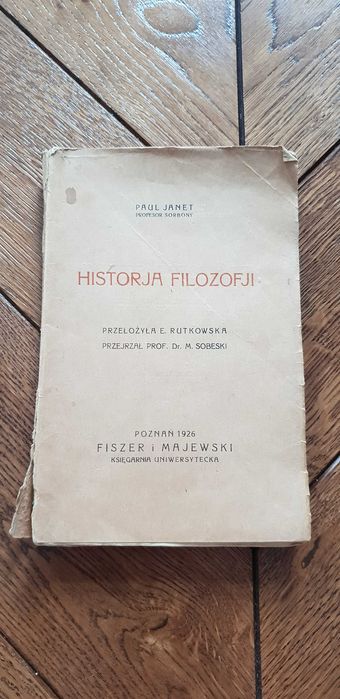 PAUL JANET
PROFESOR SORBONY
HISTORJA FILOZOFJI
PRZEŁOŻYŁA E. RUTKOWSKA
PRZEJRZAŁ PROF. Dr. M. SOBESKI
POZNAŃ 1926
FISZER i MAJEWSKI
KSIĘGARNIA UNIWERSYTECKA